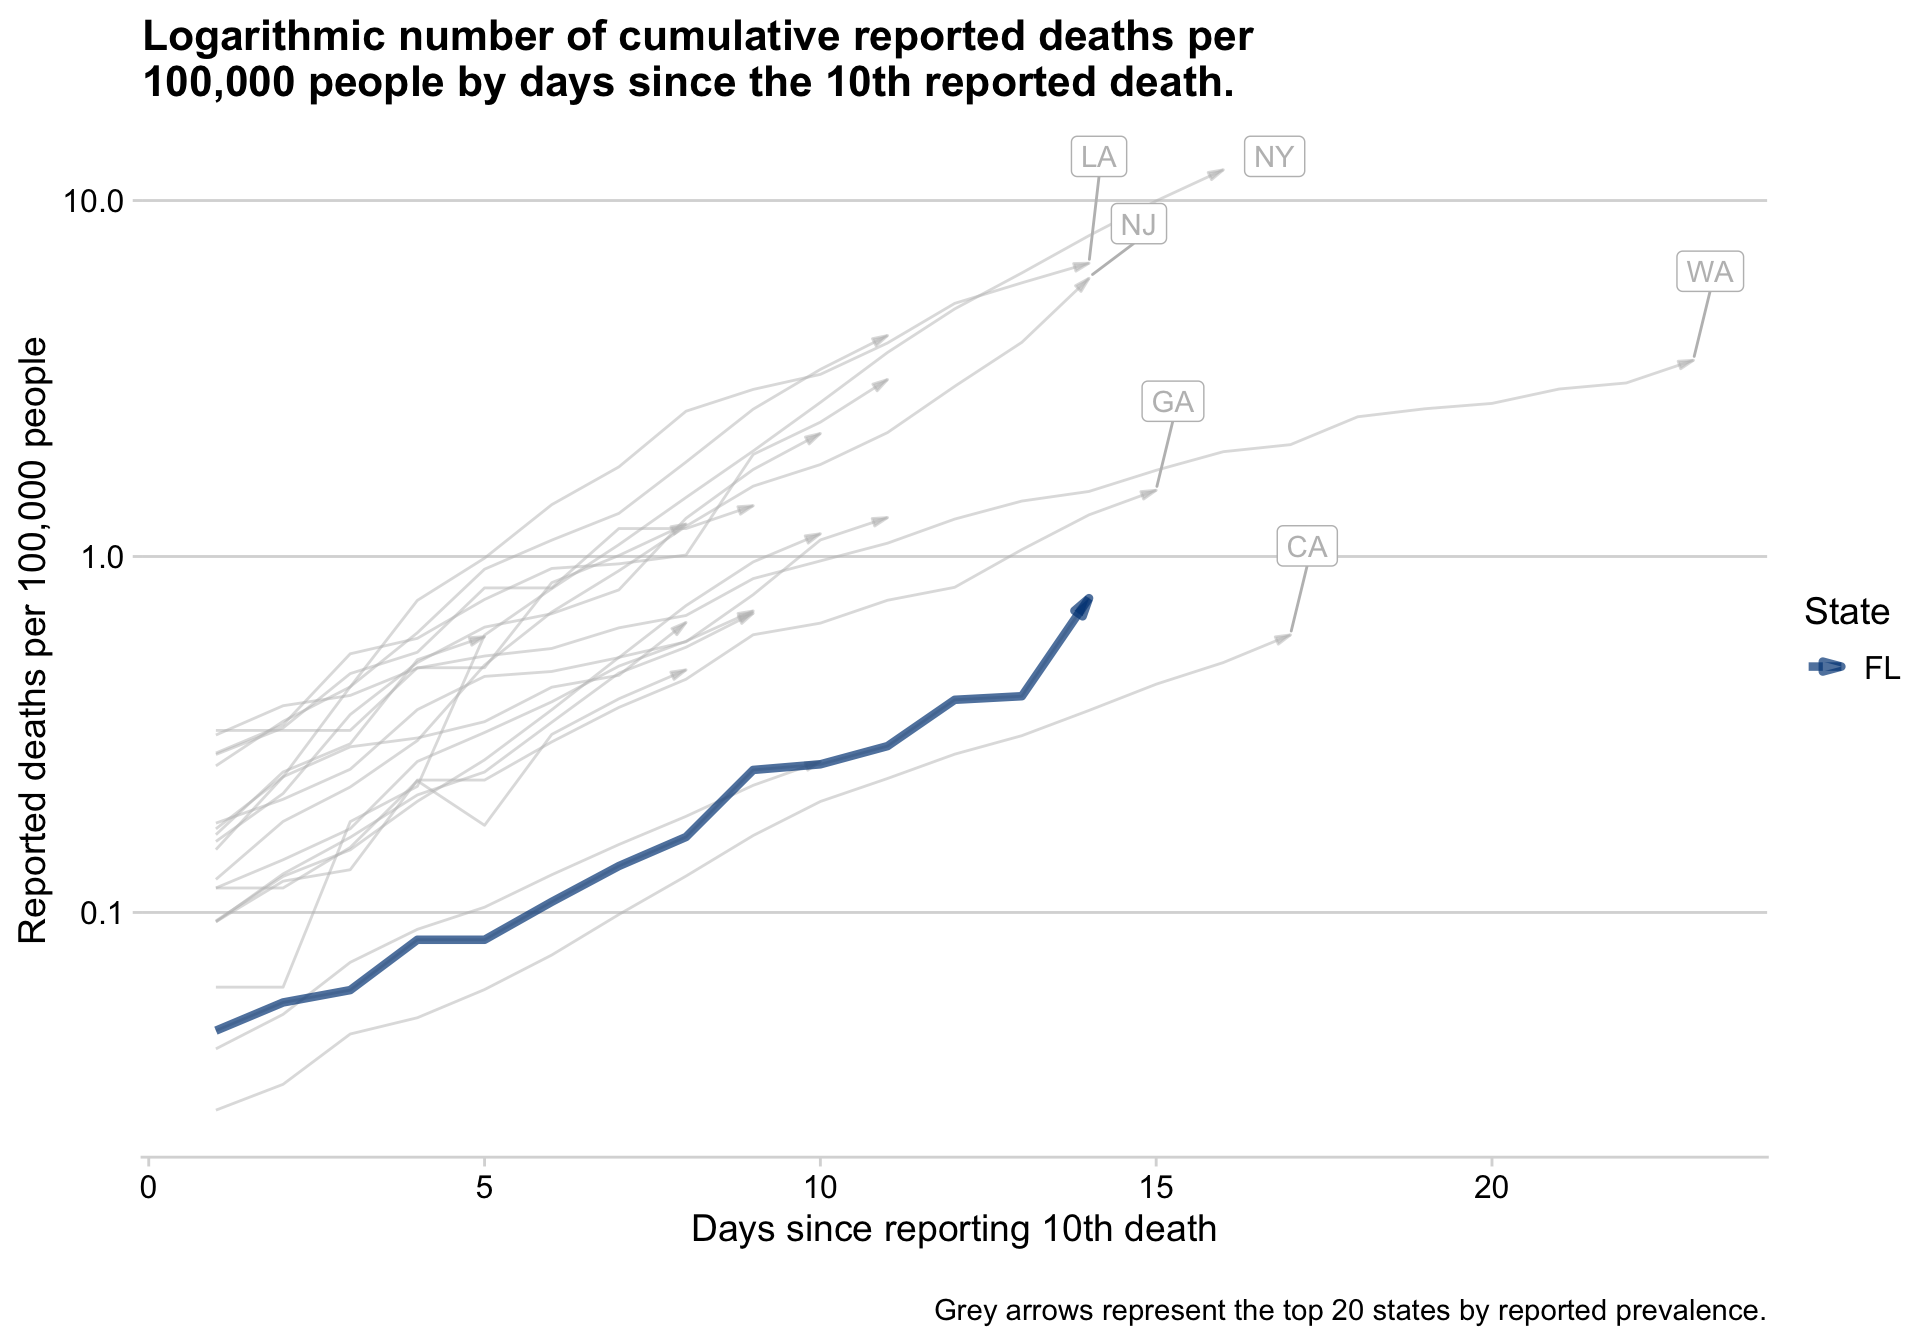 Logarithmic number of cumulative reported deaths per
100,000 people by days since the 10th reported death.
LA
NY
10.0
NJ
WA
GA
CA
1.0
0.1
Reported deaths per 100,000 people
State
FL
0
5
10
15
20
Days since reporting 10th death
Grey arrows represent the top 20 states by reported prevalence.